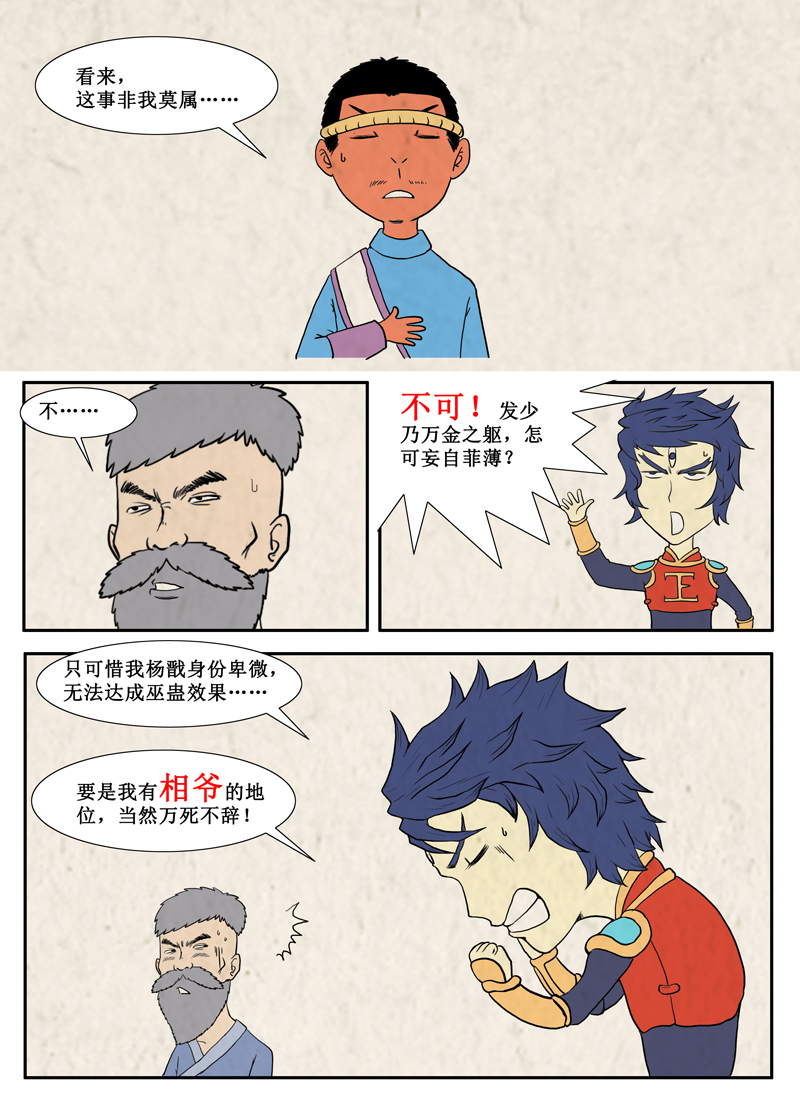 看来，
这事非我莫属……
不……
不可！发少
乃万金之躯，怎
可妄自菲薄？
王
只可惜我杨戬身份卑微，
无法达成巫蛊效果……
要是我有相爷的地
位，当然万死不辞！